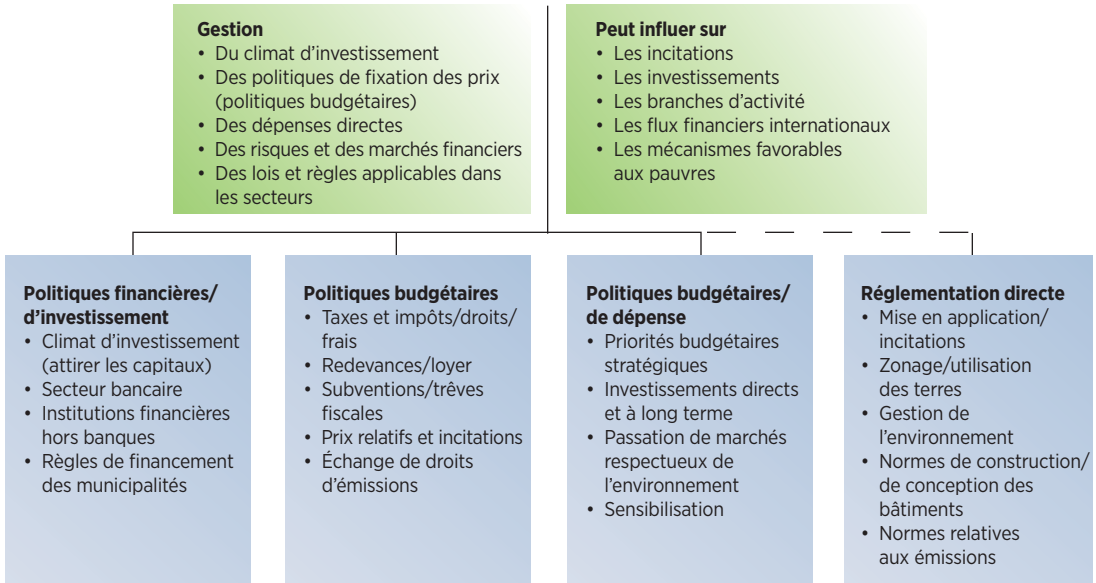 Gestion
• Du climat d’investissement
• Des politiques de fixation des prix
(politiques budgétaires)
• Des dépenses directes
• Des risques et des marchés financiers
• Des lois et règles applicables dans
les secteurs
Peut influer sur
• Les incitations
• Les investissements
• Les branches d’activité
• Les flux financiers internationaux
• Les mécanismes favorables
aux pauvres
Politiques financières/
d’investissement
• Climat d’investissement
(attirer les capitaux)
• Secteur bancaire
• Institutions financières
hors banques
• Règles de financement
des municipalités
Politiques budgétaires
• Taxes et impôts/droits/
frais
• Redevances/loyer
• Subventions/trêves
fiscales
• Prix relatifs et incitations
• Échange de droits
d’émissions
Politiques budgétaires/
de dépense
• Priorités budgétaires
stratégiques
• Investissements directs
et à long terme
• Passation de marchés
respectueux de
l’environnement
• Sensibilisation
Réglementation directe
• Mise en application/
incitations
• Zonage/utilisation
des terres
• Gestion de
l’environnement
• Normes de construction/
de conception des
bâtiments
• Normes relatives
aux émissions